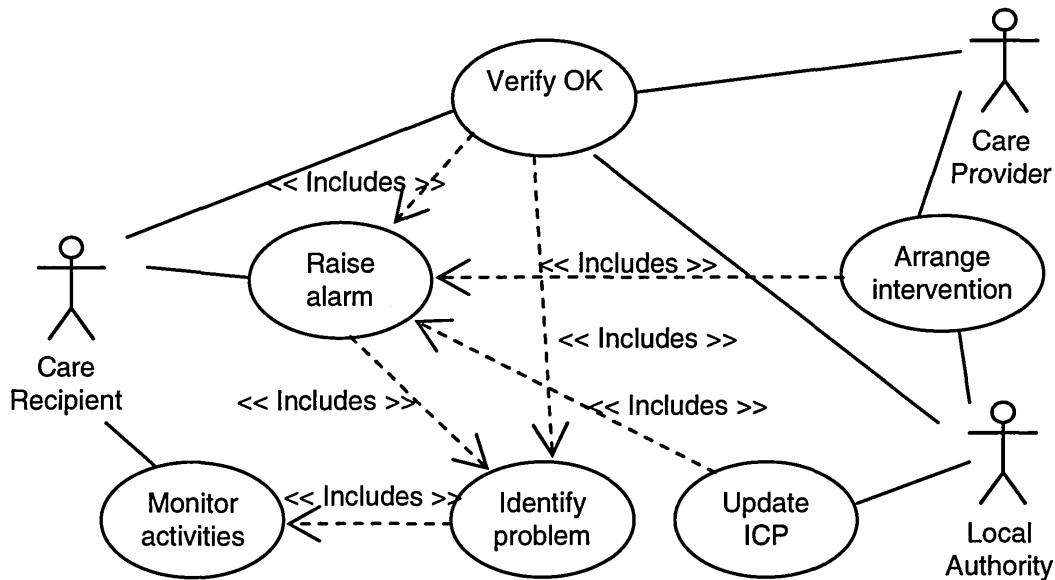 Verify OK
Care
Provider
<< Includes >>
Raise
alarm
<< Includes >>
Arrange
intervention
<< Includes >>
Care
Recipient
<< Includes >>
<< Includes >>
Monitor
activities
<< Includes >>
Identify
problem
Update
ICP
Local
Authority